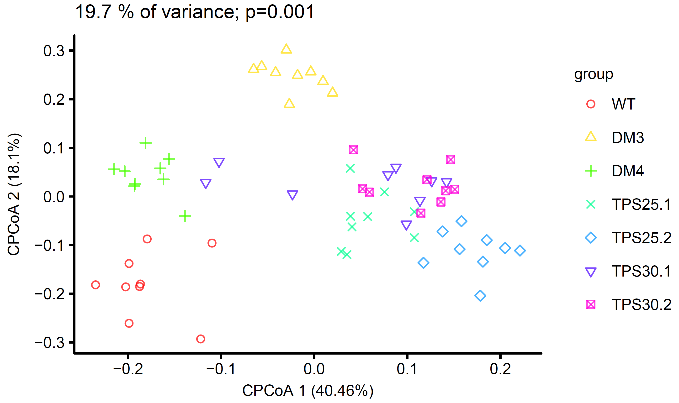 19.7 % of variance; p=0.001
0.3
0.2
0.1
0.0
−0.1
−0.2
−0.3
CPCoA 2 (18.1%)
−0.2
−0.1
0.0
0.1
0.2
CPCoA 1 (40.46%)
group
WT
DM3
DM4
TPS25.1
TPS25.2
TPS30.1
TPS30.2